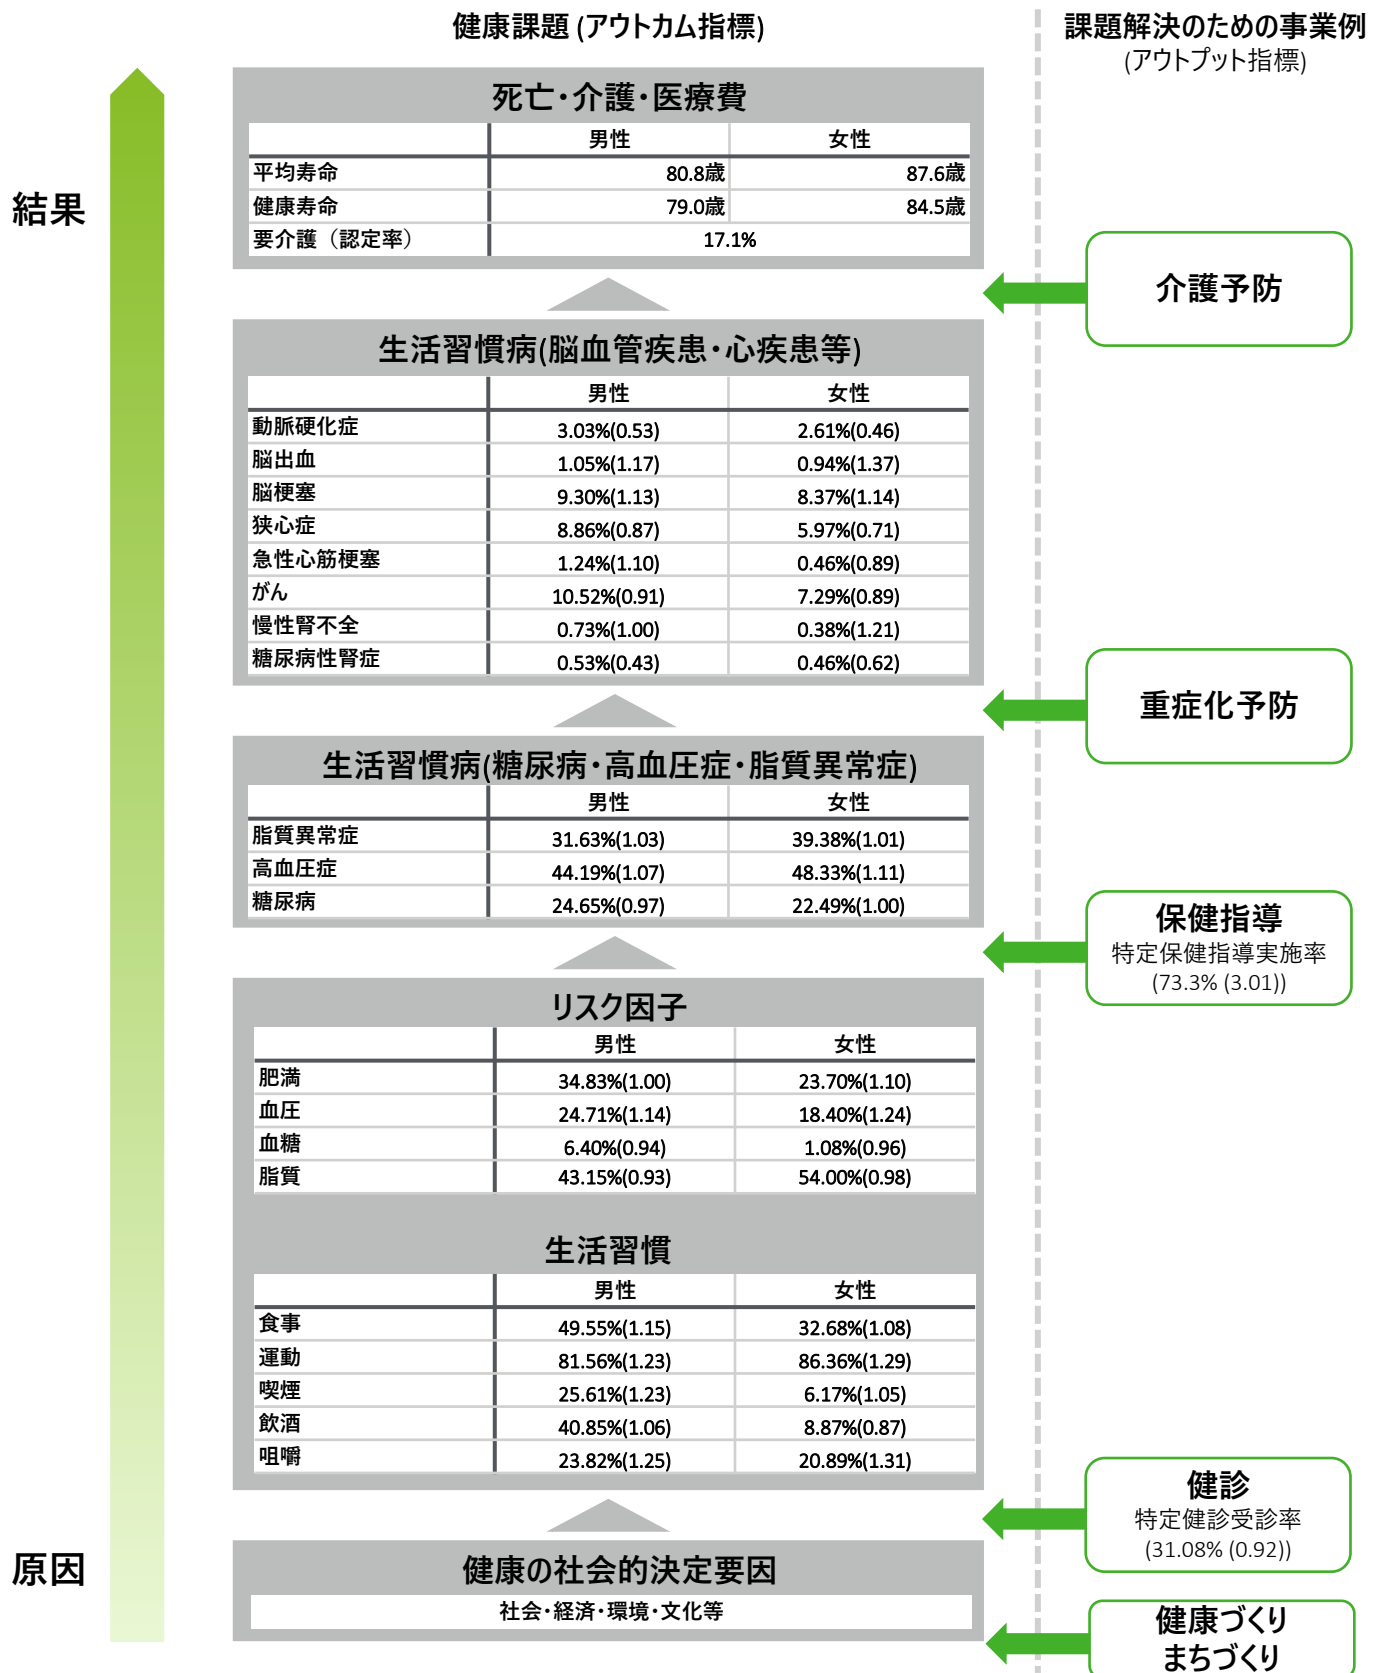 健康課題 (アウトカム指標)
課題解決のための事業例
(アウトプット指標)
結果
死亡・介護・医療費
男性 女性
平均寿命 80.8歳 87.6歳
健康寿命 79.0歳 84.5歳
要介護（認定率） 17.1%
介護予防
生活習慣病(脳血管疾患・心疾患等)
男性 女性
動脈硬化症 3.03%(0.53) 2.61%(0.46)
脳出血 1.05%(1.17) 0.94%(1.37)
脳梗塞 9.30%(1.13) 8.37%(1.14)
狭心症 8.86%(0.87) 5.97%(0.71)
急性心筋梗塞 1.24%(1.10) 0.46%(0.89)
がん 10.52%(0.91) 7.29%(0.89)
慢性腎不全 0.73%(1.00) 0.38%(1.21)
糖尿病性腎症 0.53%(0.43) 0.46%(0.62)
重症化予防
生活習慣病(糖尿病・高血圧症・脂質異常症)
男性 女性
脂質異常症 31.63%(1.03) 39.38%(1.01)
高血圧症 44.19%(1.07) 48.33%(1.11)
糖尿病 24.65%(0.97) 22.49%(1.00)
保健指導
特定保健指導実施率
(73.3% (3.01))
リスク因子
男性 女性
肥満 34.83%(1.00) 23.70%(1.10)
血圧 24.71%(1.14) 18.40%(1.24)
血糖 6.40%(0.94) 1.08%(0.96)
脂質 43.15%(0.93) 54.00%(0.98)
生活習慣
男性 女性
食事 49.55%(1.15) 32.68%(1.08)
運動 81.56%(1.23) 86.36%(1.29)
喫煙 25.61%(1.23) 6.17%(1.05)
飲酒 40.85%(1.06) 8.87%(0.87)
咀嚼 23.82%(1.25) 20.89%(1.31)
健診
特定健診受診率
(31.08% (0.92))
原因
健康の社会的決定要因
社会・経済・環境・文化等
健康づくり
まちづくり